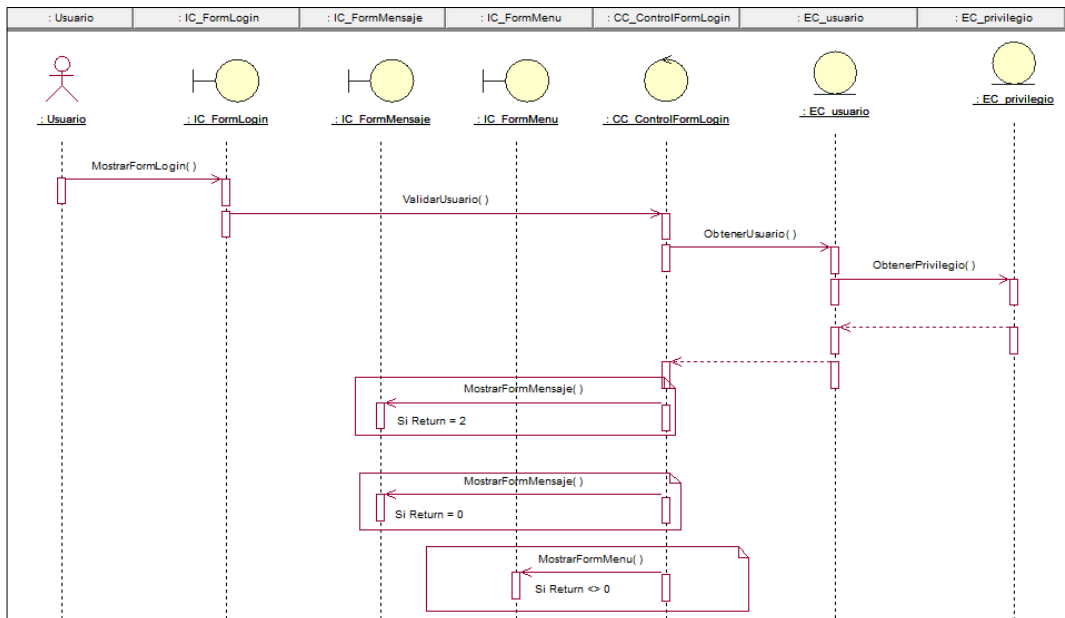 : Usuario
: IC_FormLogin
: IC_FormMensaje
: IC_FormMenu
: CC_ControlFormLogin
: EC_usuario
: EC_privilegio
: Usuario
: IC_FormLogin
: IC_FormMensaje
: IC_FormMenu
: CC_ControlFormLogin
: EC_usuario
: EC_privilegio
MostrarFormLogin( )
ValidarUsuario( )
ObtenerUsuario( )
ObtenerPrivilegio( )
MostrarFormMensaje( )
Si Return = 2
MostrarFormMensaje( )
Si Return = 0
MostrarFormMenu( )
Si Return <> 0